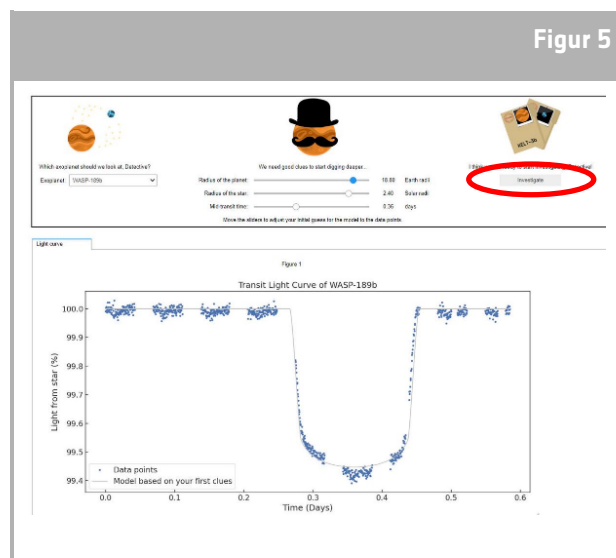 Figur 5
KELT-3b
Which exoplanet should we look at, Detective?
Exoplanet: WASP-189b
We need good clues to start digging deeper...
Radius of the planet: Earth radii
Radius of the star: 2.40 Solar radii
Mid-transit time: 0.36 days
Move the sliders to adjust your initial guess for the model to the data points.
I think
Investigate
Light curve
Figure 1
Transit Light Curve of WASP-189b
Light from star (%)
100.0
99.9
99.8
99.7
99.6
99.5
99.4
Data points
Model based on your first clues
0.0 0.1 0.2 0.3 0.4 0.5 0.6
Time (Days)